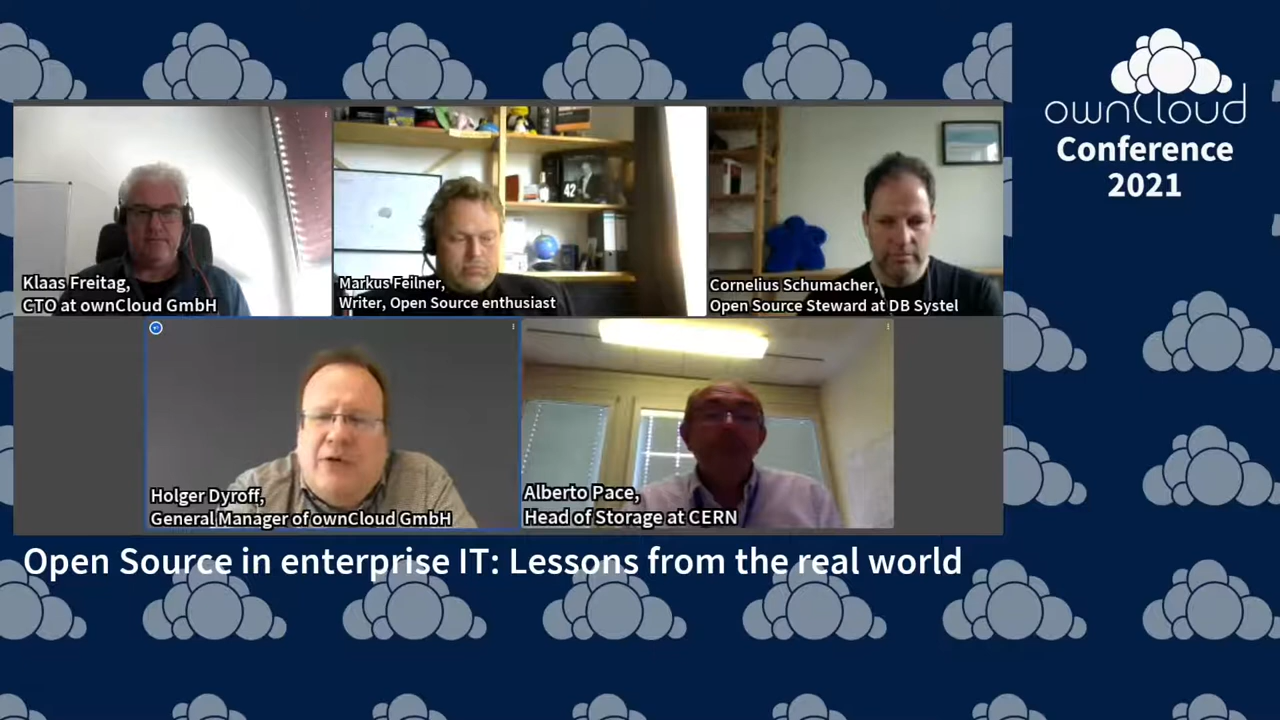 ownCloud
Conference
2021
42
Klaas Freitag,
CTO at ownCloud GmbH
Markus Feilner,
Writer, Open Source enthusiast
Cornelius Schumacher,
Open Source Steward at DB Systel
Holger Dyroff,
General Manager of ownCloud GmbH
Alberto Pace,
Head of Storage at CERN
Open Source in enterprise IT: Lessons from the real world